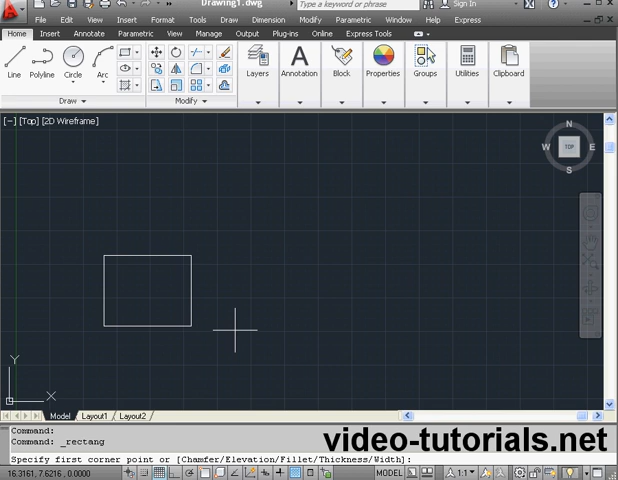 Drawing1.dwg
Type a keyword or phrase
Sign In
File Edit View Insert Format Tools Draw Dimension Modify Parametric Window Help Express
Home Insert Annotate Parametric View Manage Output Plug-ins Online Express Tools
Line Polyline Circle Arc
Layers Annotation Block Properties Groups Utilities Clipboard
Draw Modify
[−] [Top] [2D Wireframe]
N
W TOP E
S
Y
X
Model Layout1 Layout2
Command:
Command: _rectang
video-tutorials.net
Specify first corner point or [Chamfer/Elevation/Fillet/Thickness/Width]:
16.3161, 7.6216, 0.0000
MODEL
1:1